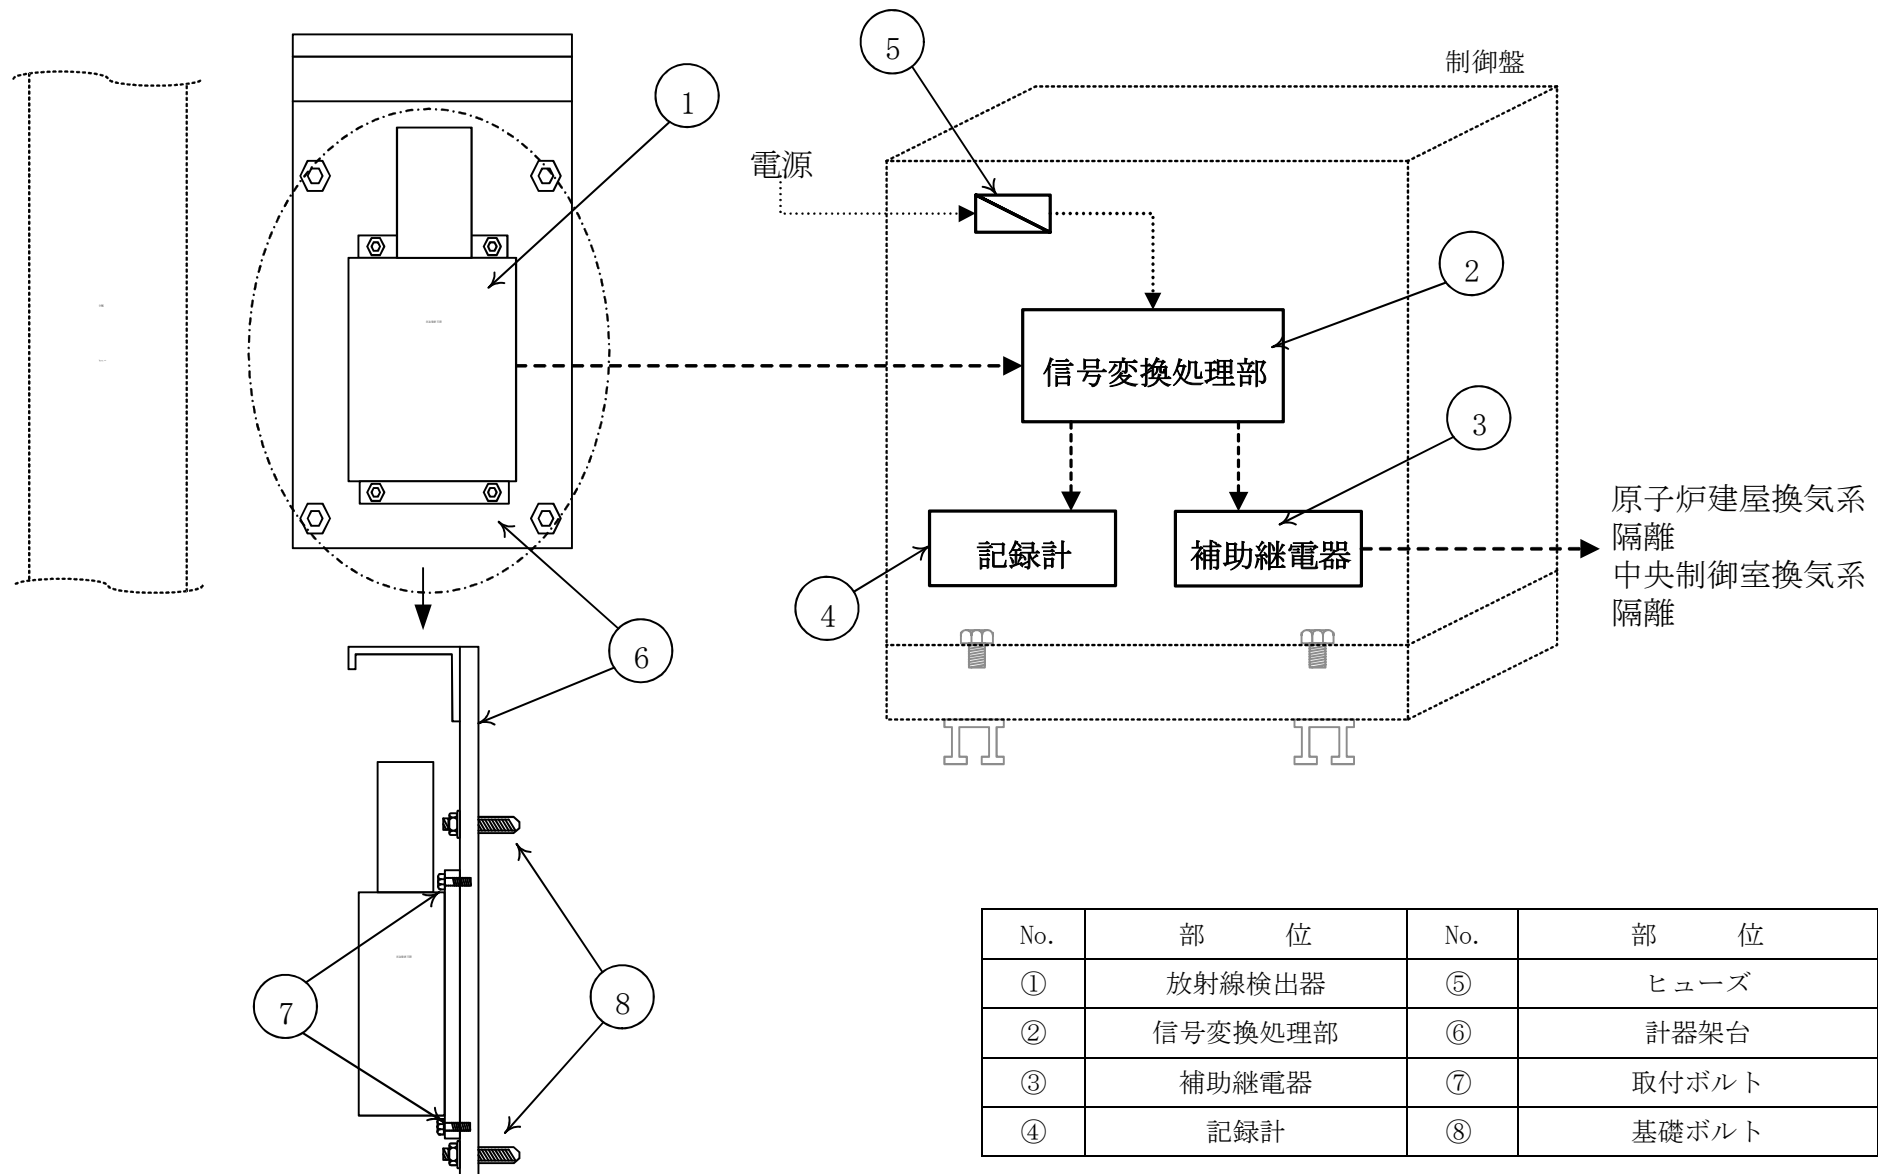 制御盤
⑤
①
電源
②
信号変換処理部
③
原子炉建屋換気系
隔離
中央制御室換気系
隔離
記録計
補助継電器
④
⑥
⑦
⑧
No. 部 位 No. 部 位
① 放射線検出器 ⑤ ヒューズ
② 信号変換処理部 ⑥ 計器架台
③ 補助継電器 ⑦ 取付ボルト
④ 記録計 ⑧ 基礎ボルト